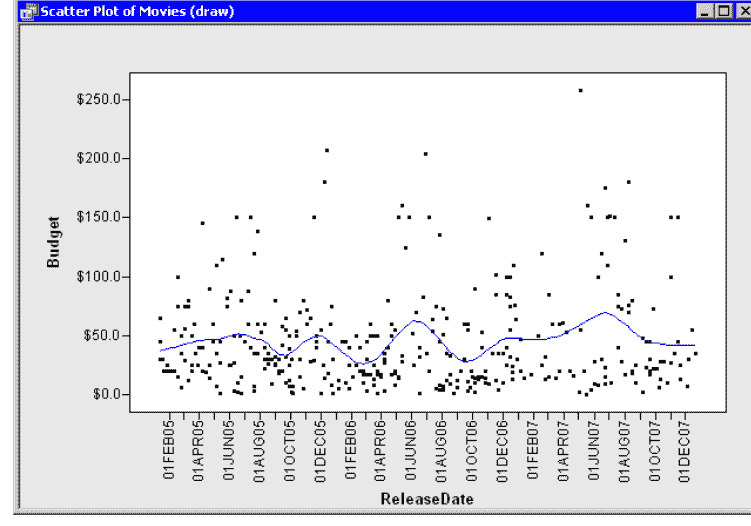 Scatter Plot of Movies (draw)
$250.0
$200.0
$150.0
$100.0
$50.0
$0.0
Budget
01FEB05
01APR05
01JUN05
01AUG05
01OCT05
01DEC05
01FEB06
01APR06
01JUN06
01AUG06
01OCT06
01DEC06
01FEB07
01APR07
01JUN07
01AUG07
01OCT07
01DEC07
ReleaseDate